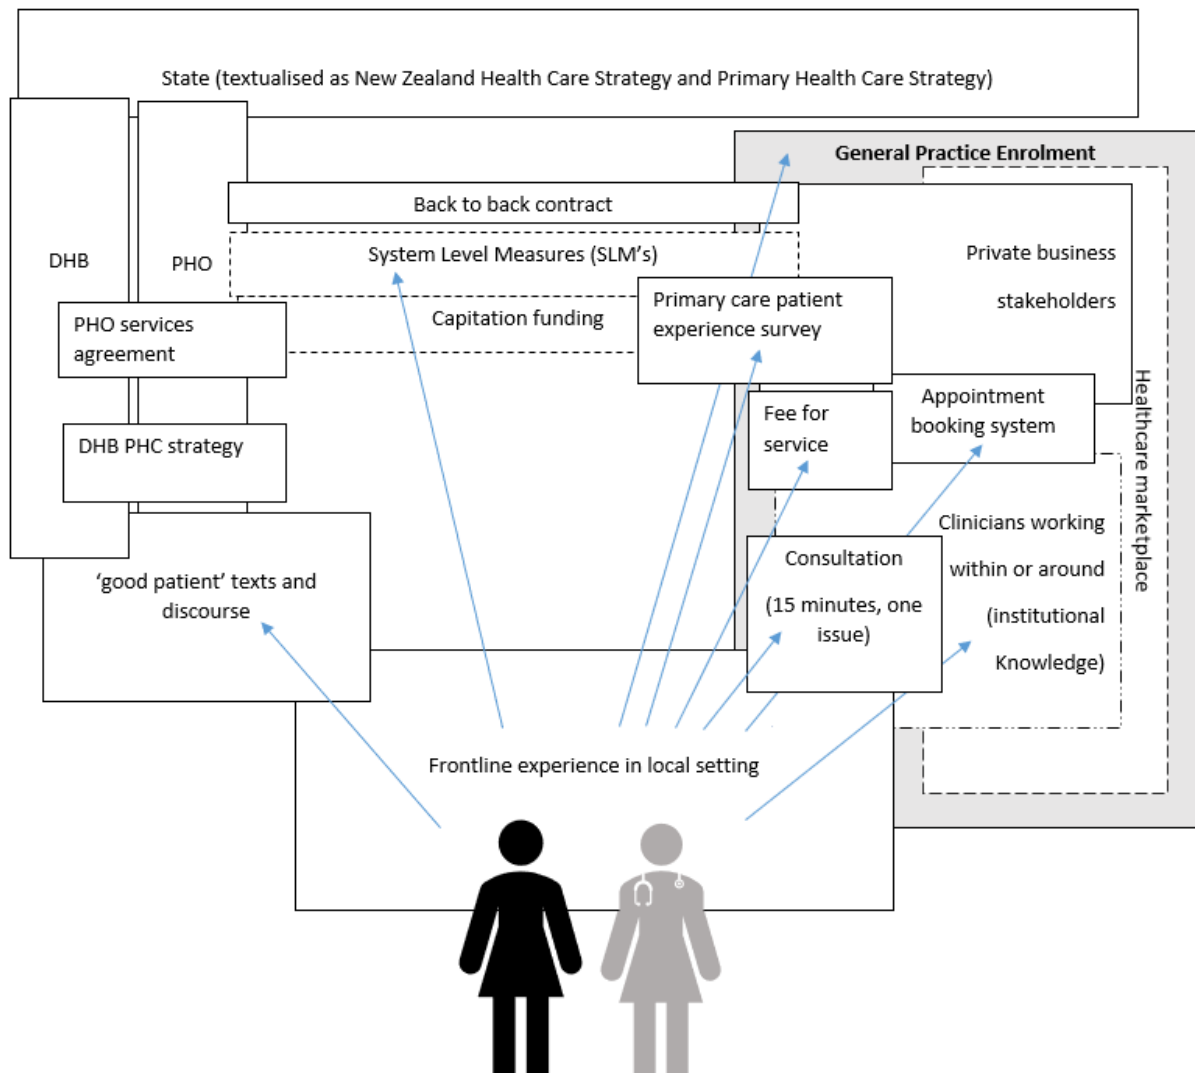 State (textualised as New Zealand Health Care Strategy and Primary Health Care Strategy)
General Practice Enrolment
Back to back contract
DHB
PHO
System Level Measures (SLM's)
Private business
stakeholders
Primary care patient
experience survey
Capitation funding
PHO services
agreement
Healthcare marketplace
Fee for
service
Appointment
booking system
DHB PHC strategy
Clinicians working
within or around
(institutional
Knowledge)
Consultation
(15 minutes, one
issue)
'good patient' texts and
discourse
Frontline experience in local setting